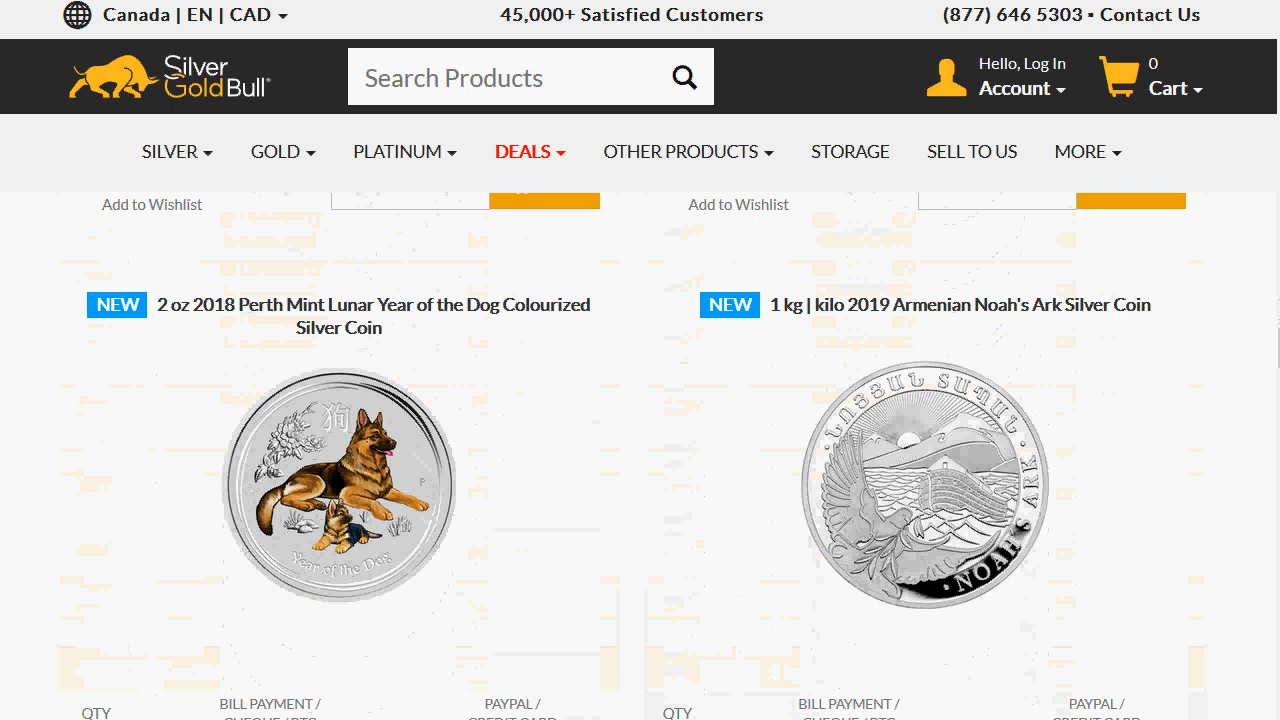 Canada | EN | CAD
45,000+ Satisfied Customers
(877) 646 5303 • Contact Us
Silver
Gold Bull
Search Products
Hello, Log In
Account
0
Cart
SILVER
GOLD
PLATINUM
DEALS
OTHER PRODUCTS
STORAGE
SELL TO US
MORE
Add to Wishlist
Add to Wishlist
NEW 2 oz 2018 Perth Mint Lunar Year of the Dog Colourized
Silver Coin
NEW 1 kg | kilo 2019 Armenian Noah's Ark Silver Coin
狗
P
Year of the Dog
ՆՈՅՅԱՆ ՏԱՊԱՆ
NOAH'S ARK
QTY
BILL PAYMENT /
PAYPAL /
QTY
BILL PAYMENT /
PAYPAL /